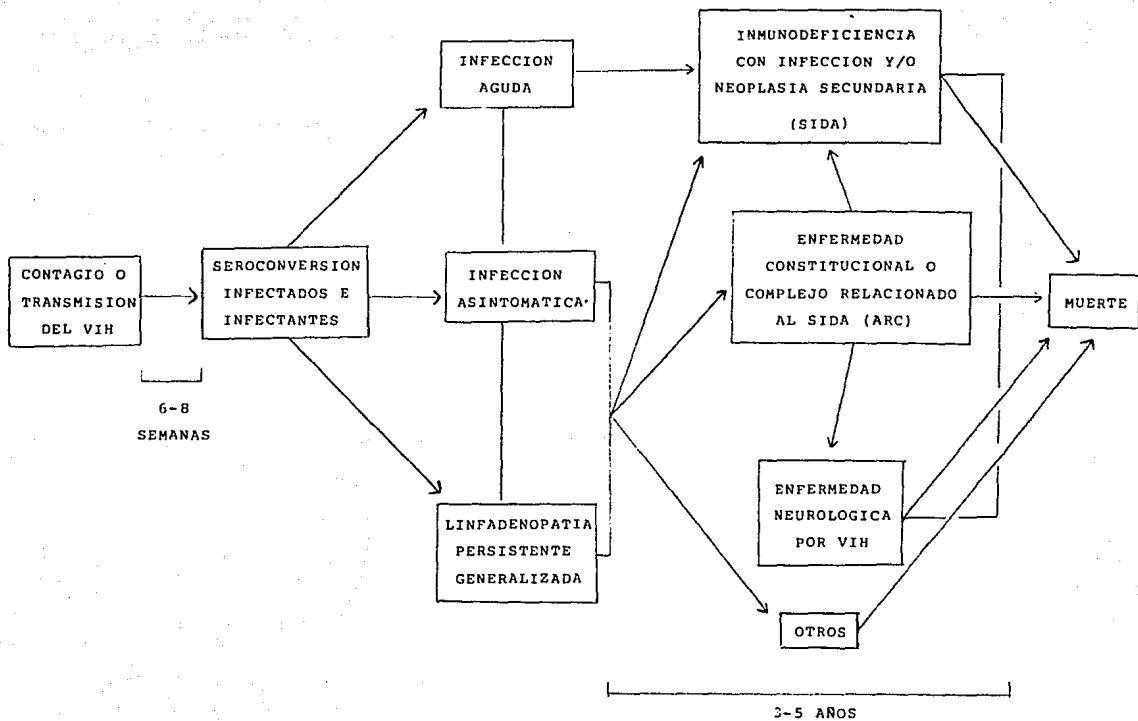 INFECCION
AGUDA
INMUNODEFICIENCIA
CON INFECCION Y/O
NEOPLASIA SECUNDARIA
(SIDA)
CONTAGIO O
TRANSMISION
DEL VIH
SEROCONVERSION
INFECTADOS E
INFECTANTES
INFECCION
ASINTOMATICA
ENFERMEDAD
CONSTITUCIONAL O
COMPLEJO RELACIONADO
AL SIDA (ARC)
MUERTE
6-8
SEMANAS
LINFADENOPATIA
PERSISTENTE
GENERALIZADA
ENFERMEDAD
NEUROLOGICA
POR VIH
OTROS
3-5 AÑOS